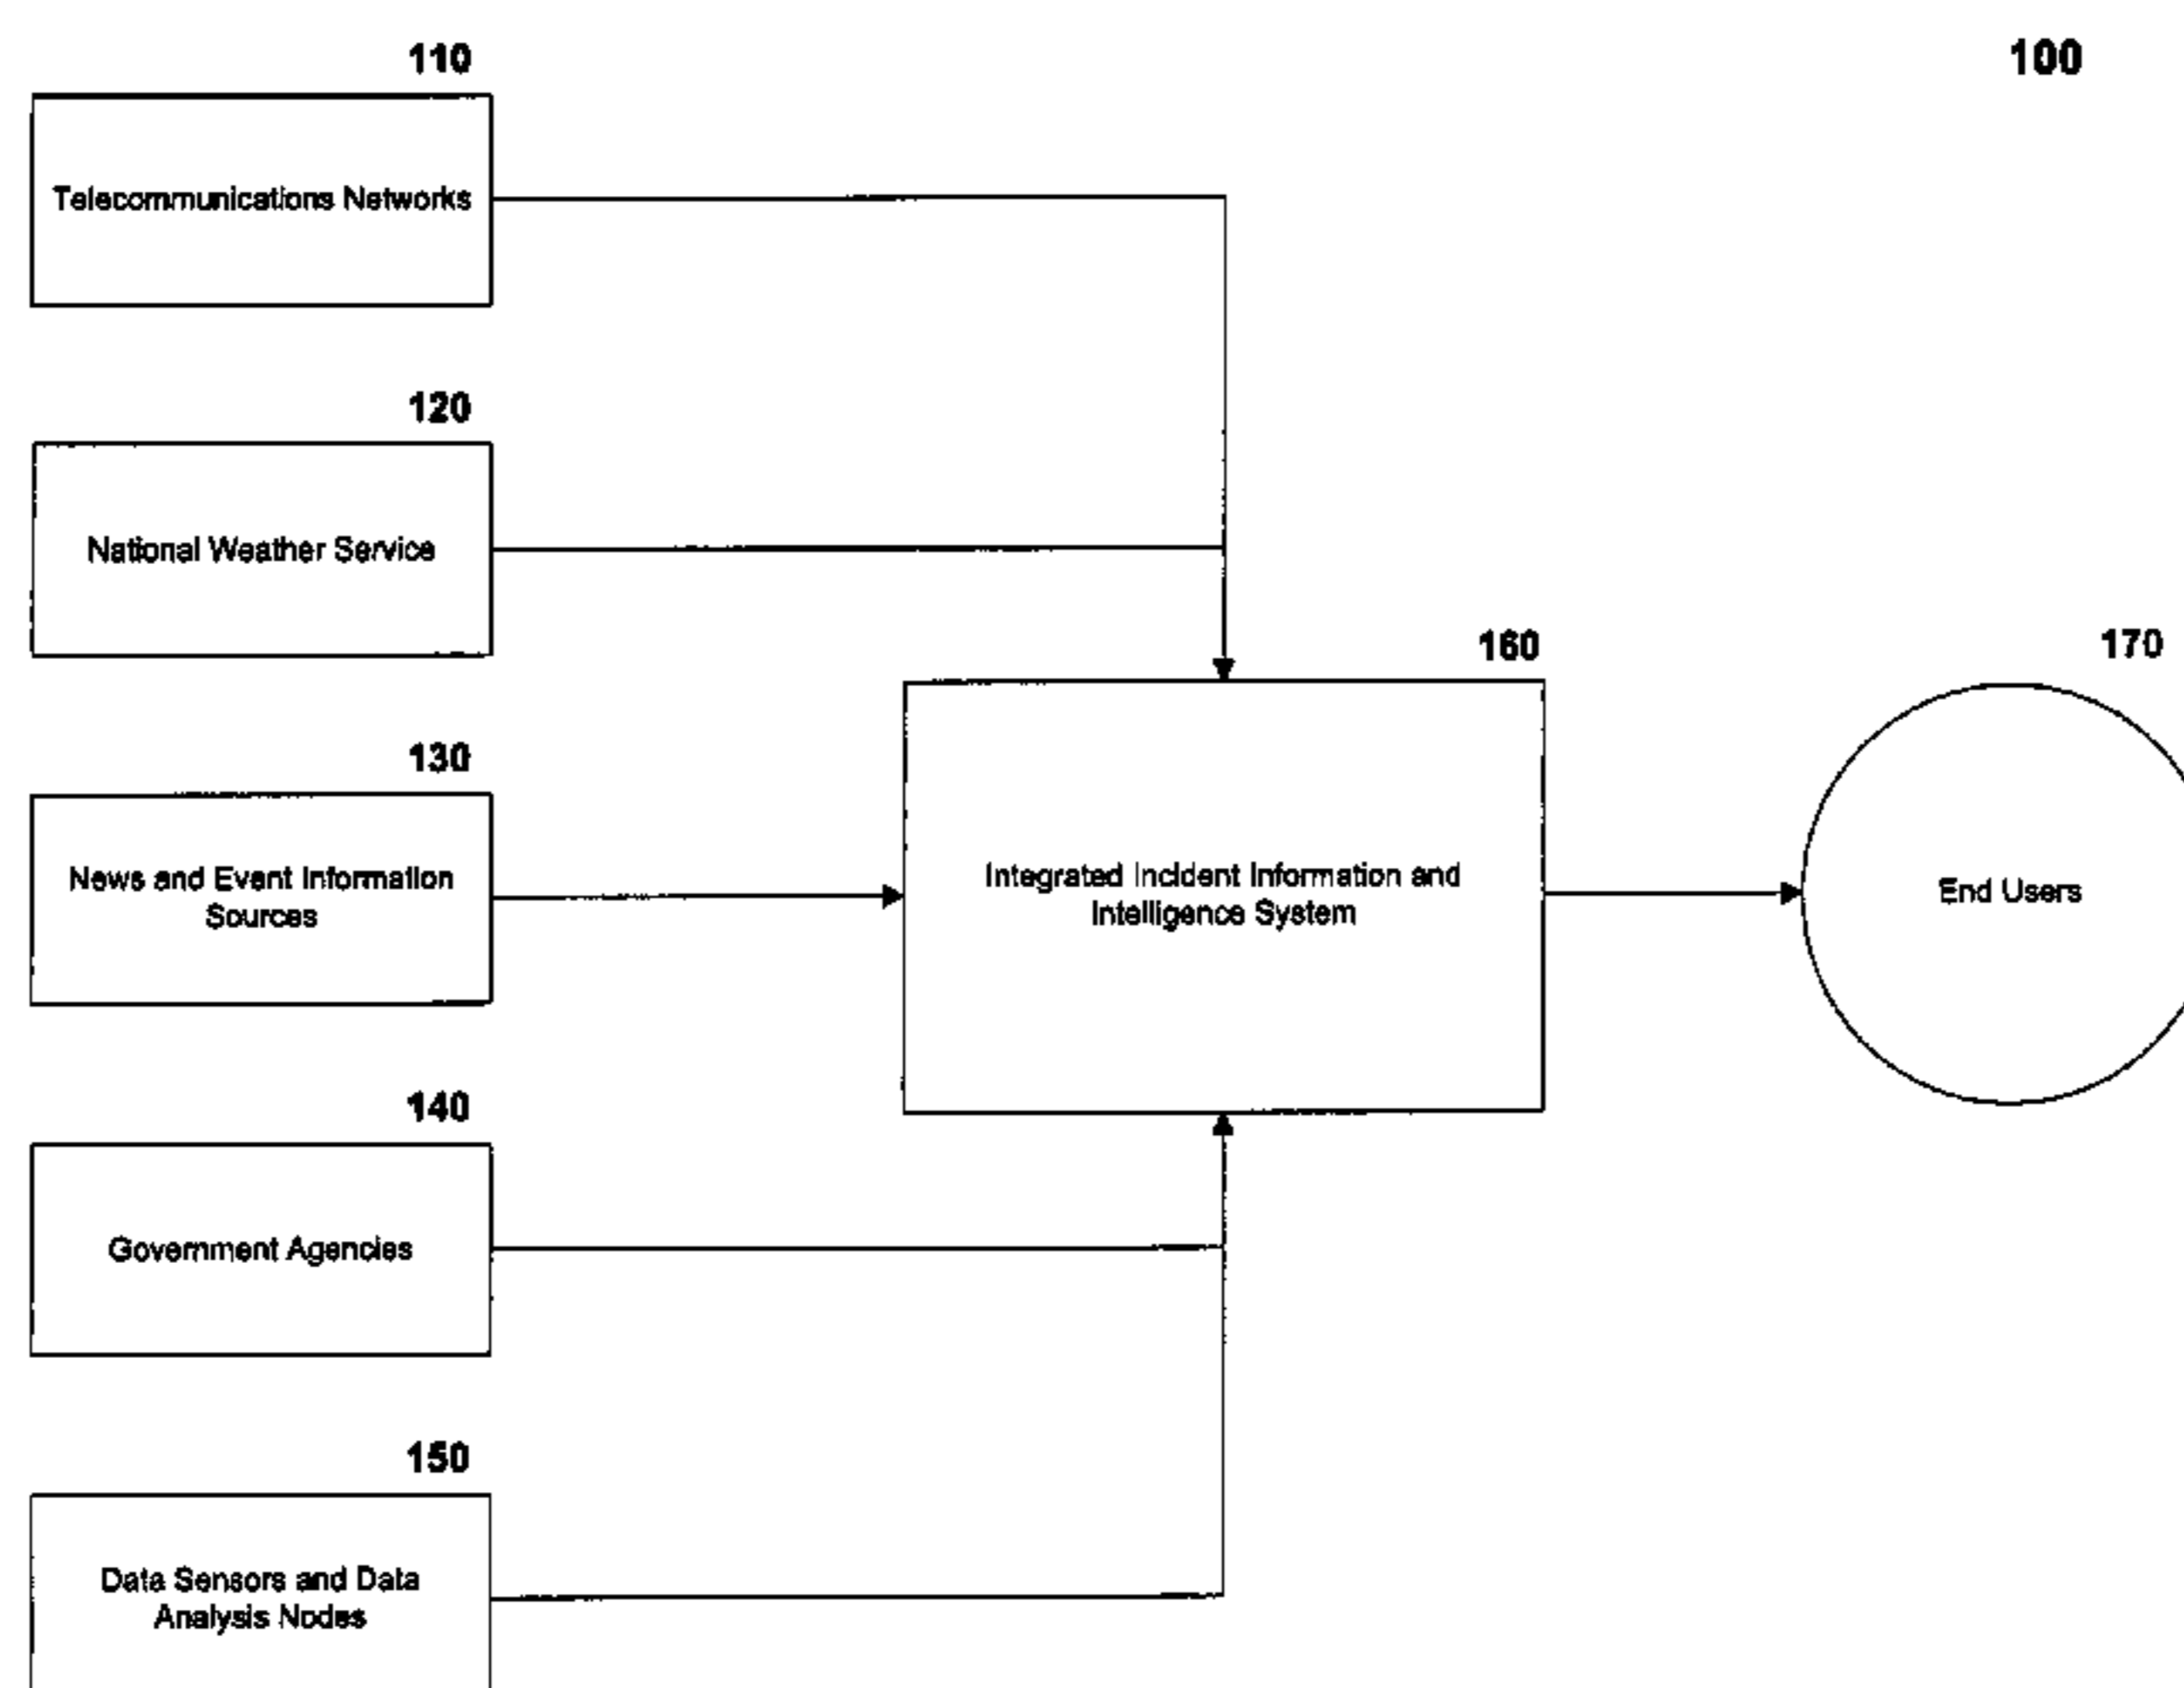 110
100
Telecommunications Networks
120
National Weather Service
160
170
130
News and Event Information
Sources
Integrated Incident Information and
Intelligence System
End Users
140
Government Agencies
150
Data Sensors and Data
Analysis Nodes